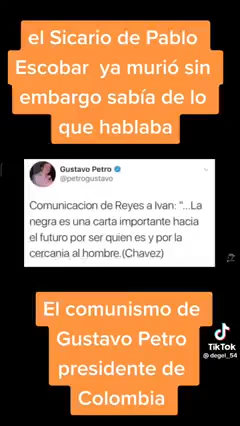 el Sicario de Pablo
Escobar ya murió sin
embargo sabía de lo
que hablaba
Gustavo Petro
@petrogustavo
Comunicacion de Reyes a Ivan: "...La
negra es una carta importante hacia
el futuro por ser quien es y por la
cercania al hombre.(Chavez)
El comunismo de
Gustavo Petro
presidente de
Colombia
TikTok
@degel_54